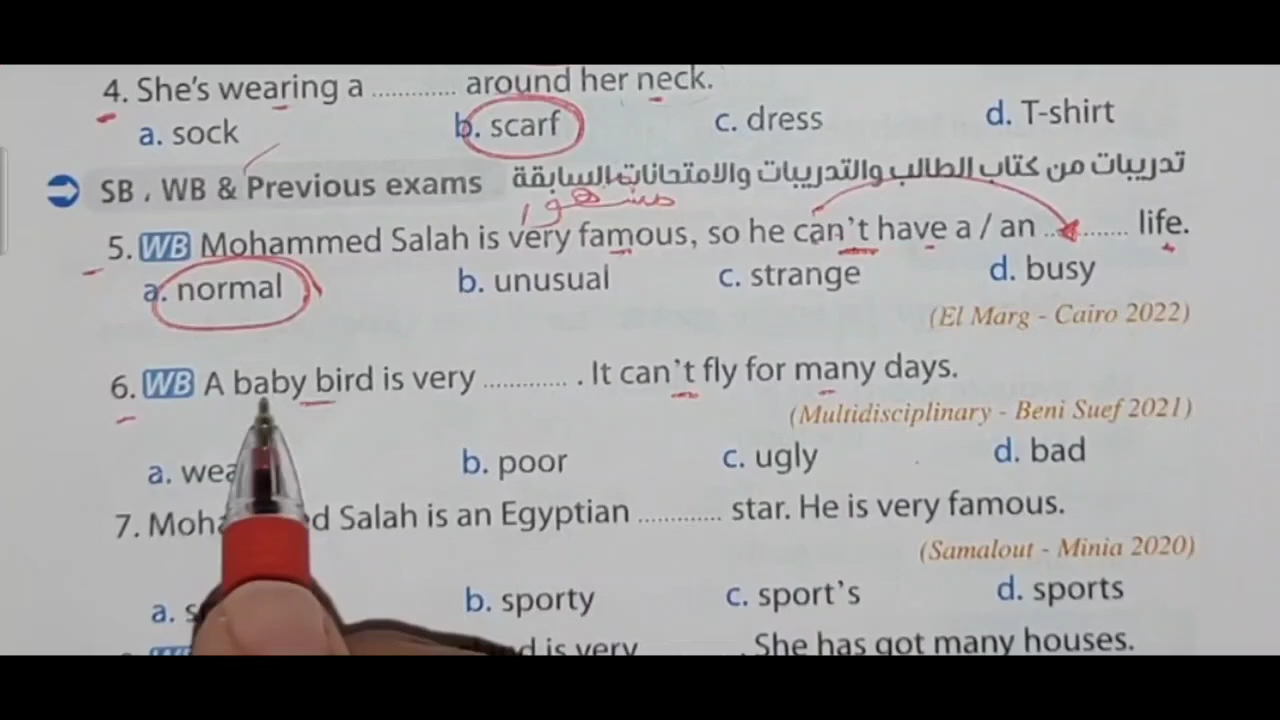 4. She's wearing a ............ around her neck.
a. sock b. scarf c. dress d. T-shirt
SB , WB & Previous exams تدريبات من كتاب الطالب والتدريبات والامتحانات السابقة
مشهور
5. WB Mohammed Salah is very famous, so he can't have a / an ............ life.
a. normal b. unusual c. strange d. busy
(El Marg - Cairo 2022)
6. WB A baby bird is very ............ . It can't fly for many days.
(Multidisciplinary - Beni Suef 2021)
a. b. poor c. ugly d. bad
7. Salah is an Egyptian ............ star. He is very famous.
(Samalout - Minia 2020)
a. b. sporty c. sport's d. sports
is very ............ . She has got many houses.